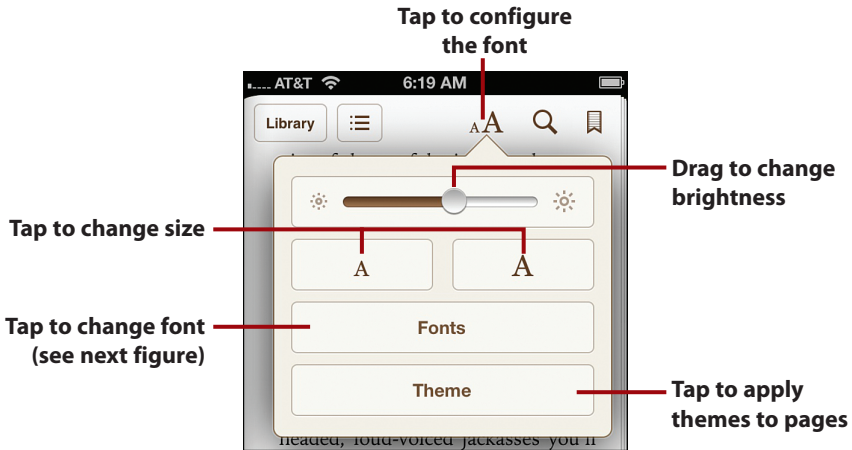 Tap to configure
the font
AT&T 6:19 AM
Library
AA
Drag to change
brightness
Tap to change size
A A
Tap to change font
(see next figure)
Fonts
Theme
Tap to apply
themes to pages
headed, loud-voiced jackasses you'll